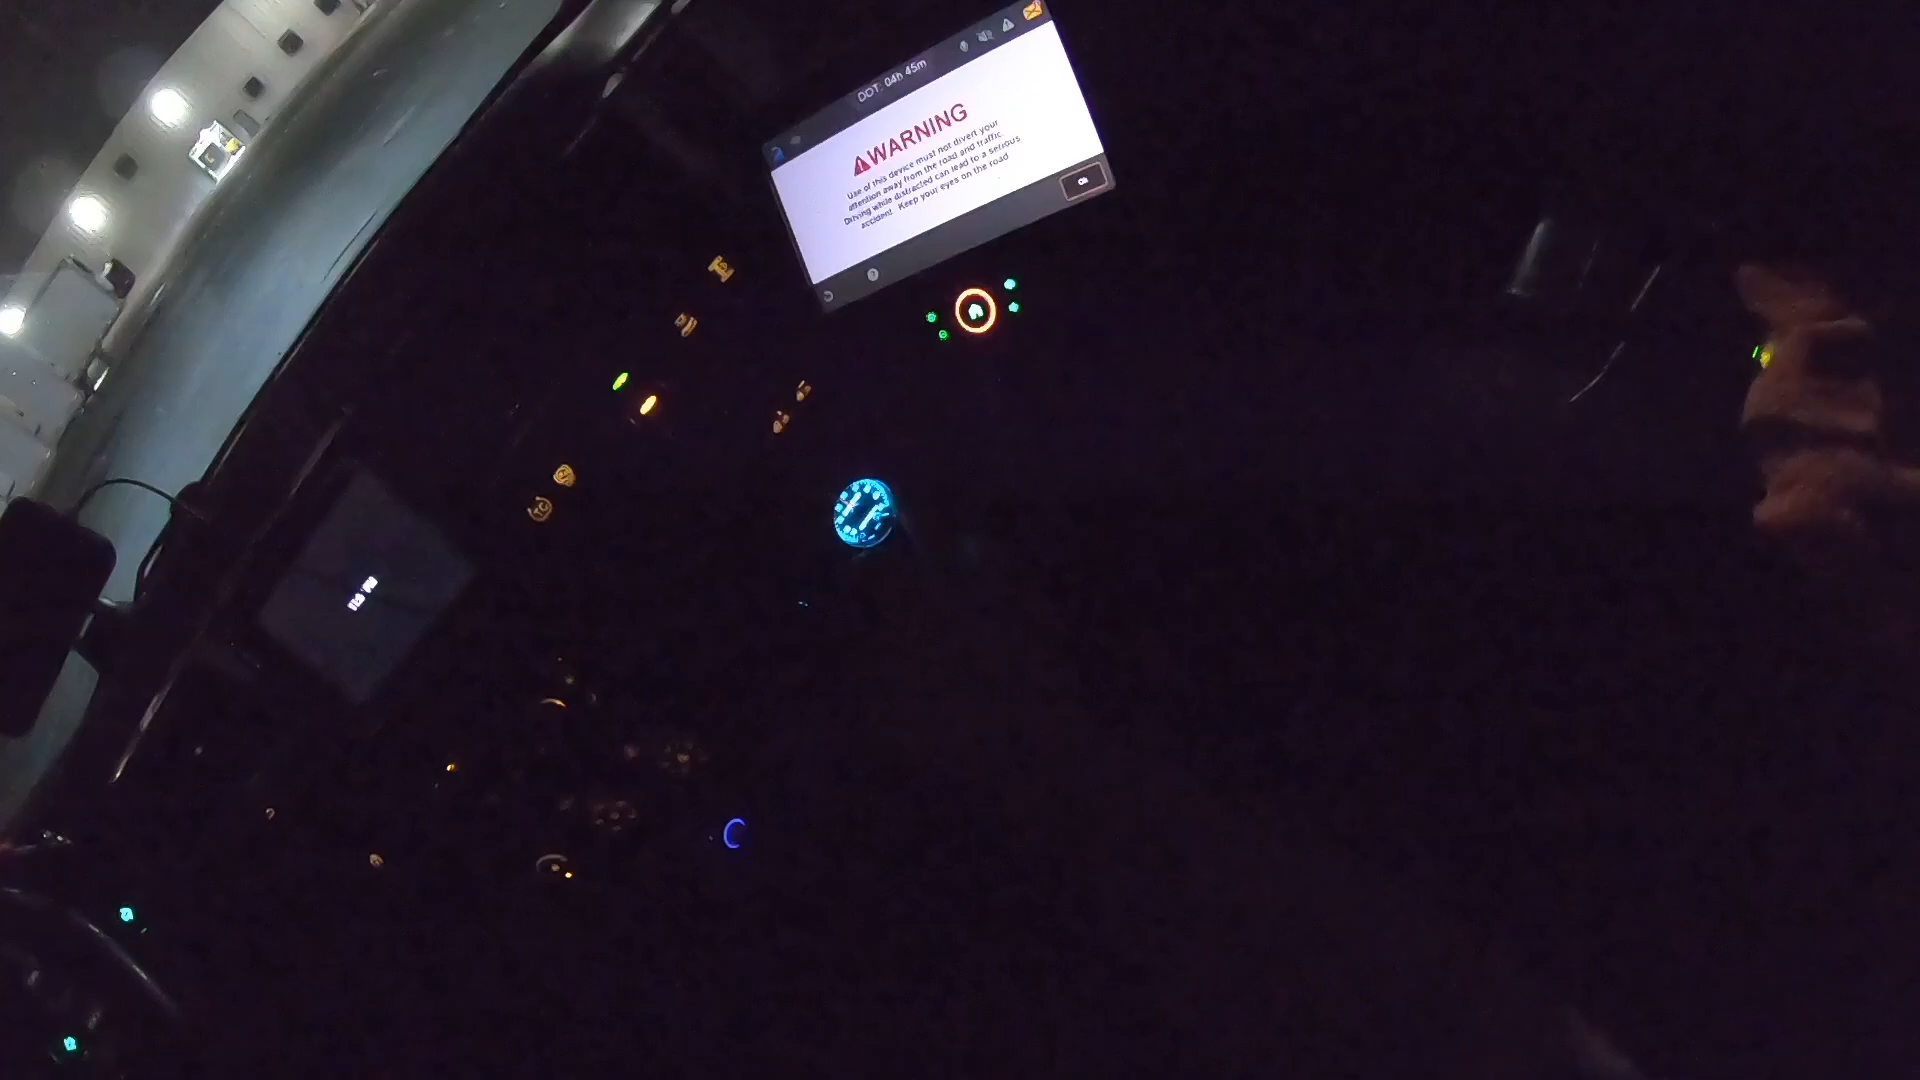 DOT: 04h 45m
WARNING
Use of this device must not divert your
attention away from the road and traffic.
Driving while distracted can lead to a serious
accident. Keep your eyes on the road
Ok
TC